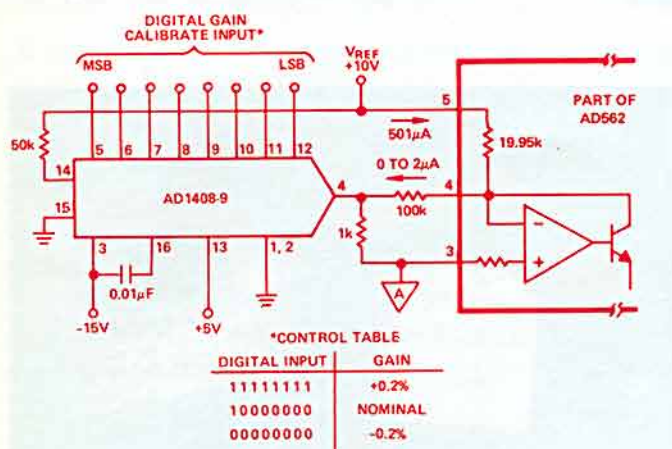 DIGITAL GAIN
CALIBRATE INPUT*
MSB
LSB
VREF
+10V
5
PART OF
AD562
501μA
19.95k
50k
0 TO 2μA
5
6
7
8
9
10
11
12
14
15
AD1408-9
4
4
100k
1k
3
3
16
13
1, 2
0.01μF
A
-15V
+5V
*CONTROL TABLE
DIGITAL INPUT GAIN
11111111 +0.2%
10000000 NOMINAL
00000000 -0.2%